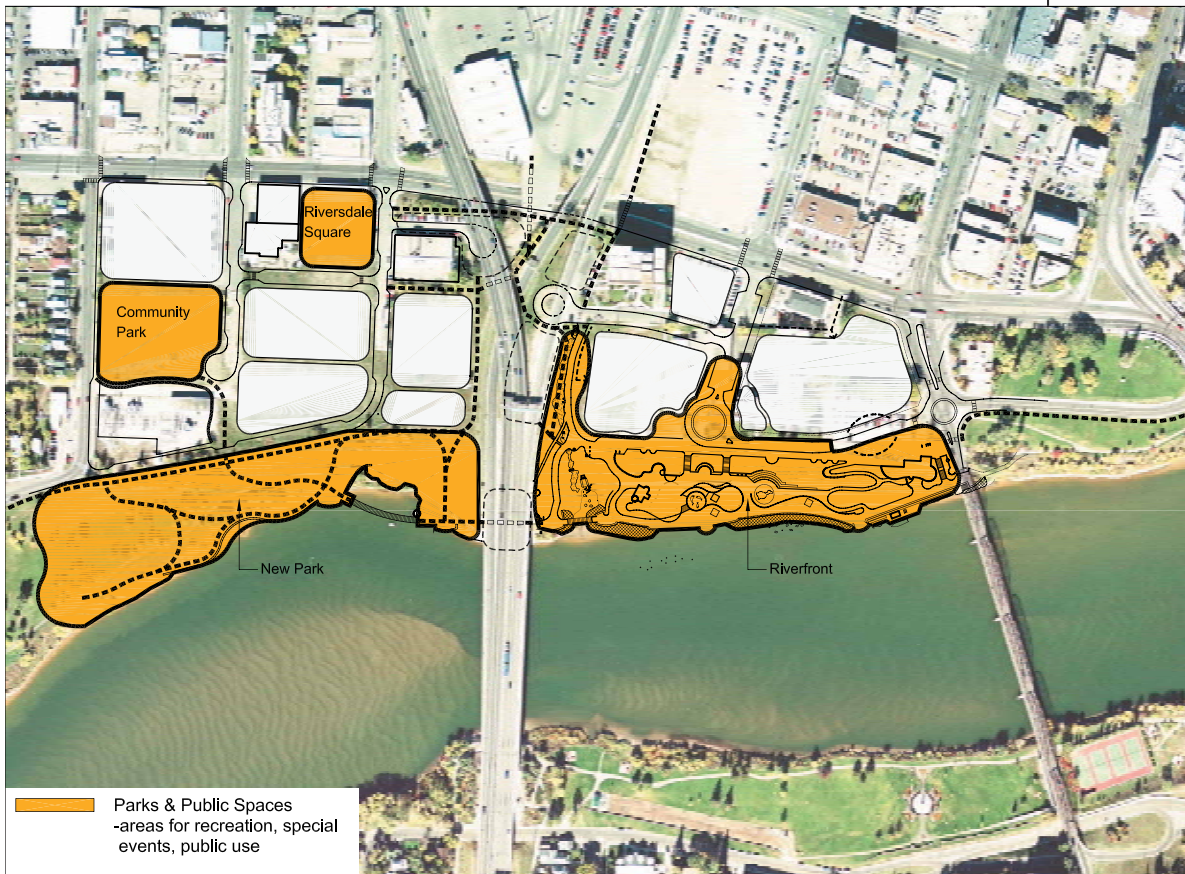 Riversdale
Square
Community
Park
New Park
Riverfront
Parks & Public Spaces
-areas for recreation, special
events, public use